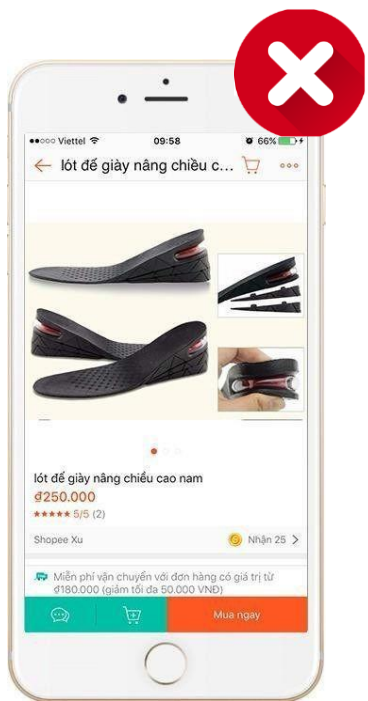 ●●○○○ Viettel 09:58 66%
lót đế giày nâng chiều c...
lót đế giày nâng chiều cao nam
₫250.000
★★★★★ 5/5 (2)
Shopee Xu Nhận 25 >
Miễn phí vận chuyển với đơn hàng có giá trị từ
₫180.000 (giảm tối đa 50.000 VNĐ)
Mua ngay